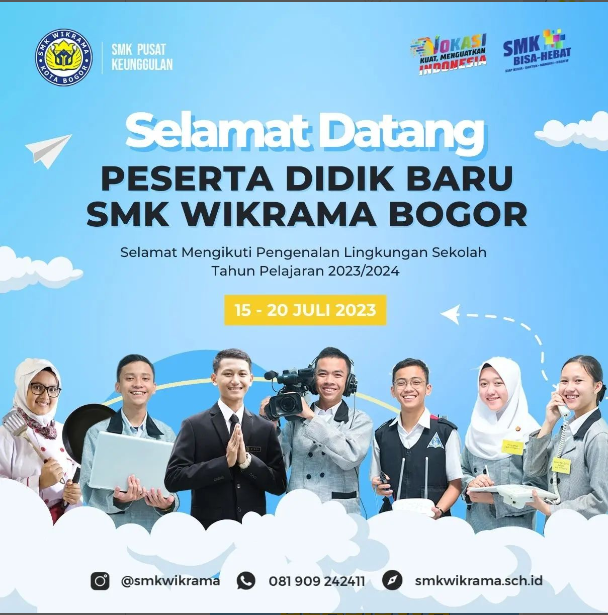 SMK WIKRAMA
KOTA BOGOR
SMK PUSAT
KEUNGGULAN
VOKASI
KUAT, MENGUATKAN
INDONESIA
SMK
BISA-HEBAT
Selamat Datang
PESERTA DIDIK BARU
SMK WIKRAMA BOGOR
Selamat Mengikuti Pengenalan Lingkungan Sekolah
Tahun Pelajaran 2023/2024
15 - 20 JULI 2023
@smkwikrama
081 909 242411
smkwikrama.sch.id